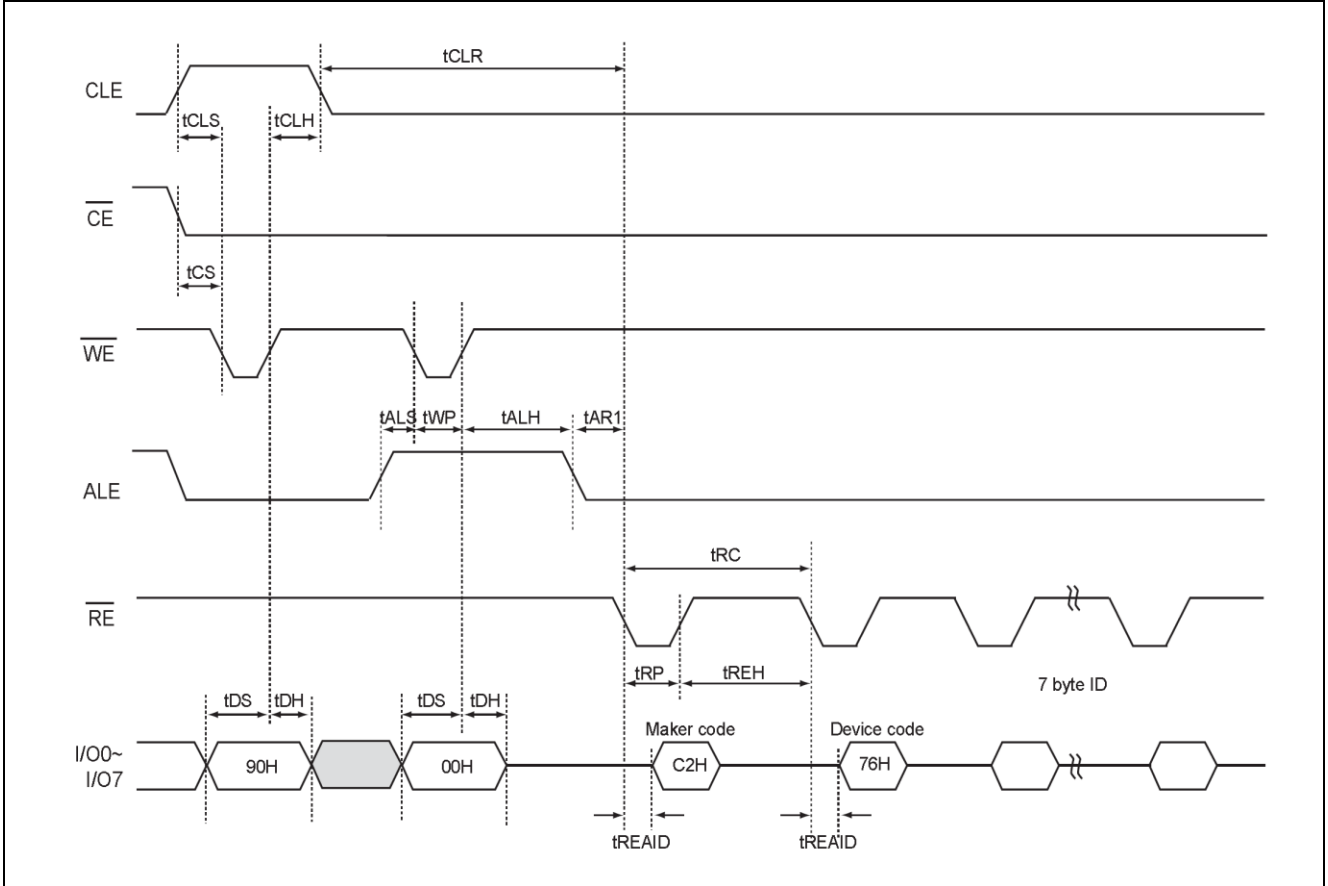 tCLR
CLE
tCLS
tCLH
CE
tCS
WE
tALS
tWP
tALH
tAR1
ALE
tRC
RE
tRP
tREH
7 byte ID
tDS
tDH
tDS
tDH
Maker code
Device code
I/O0~
I/O7
90H
00H
C2H
76H
tREAID
tREAID